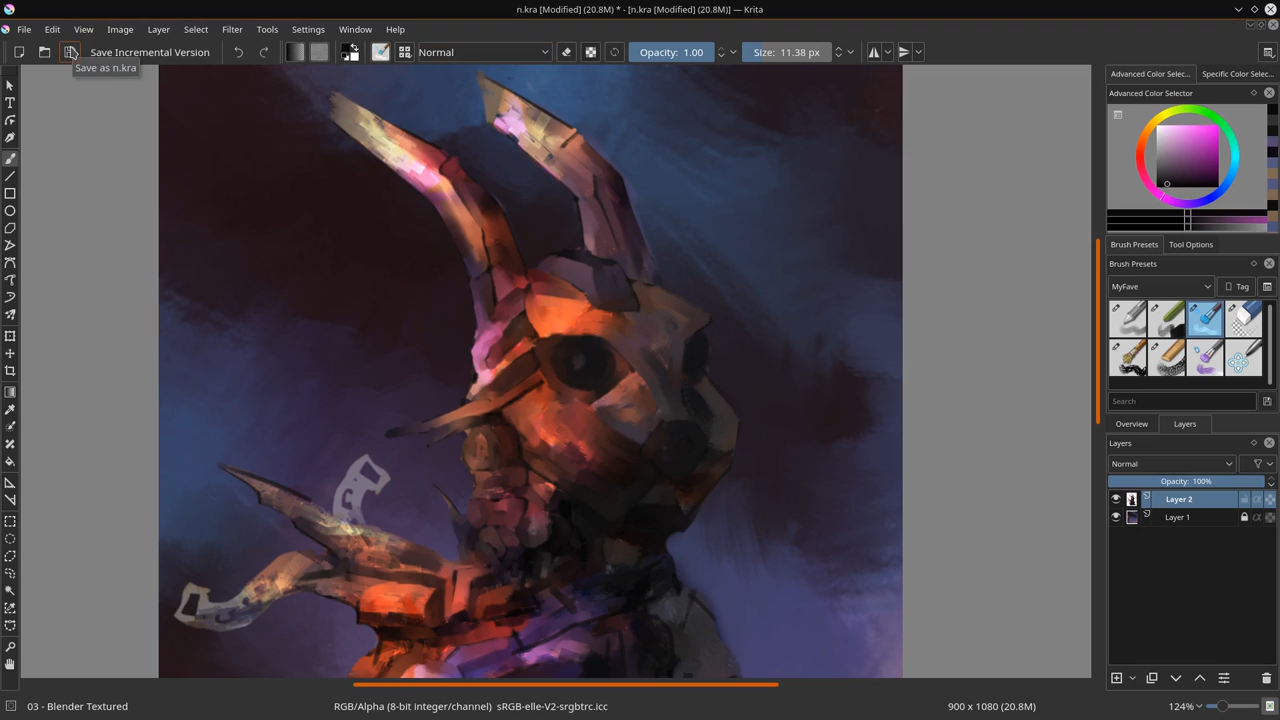 n.kra [Modified] (20.8M) * - [n.kra [Modified] (20.8M)] — Krita
File Edit View Image Layer Select Filter Tools Settings Window Help
Save Incremental Version Normal Opacity: 1.00 Size: 11.38 px
Save as n.kra
Advanced Color Selec... Specific Color Selec...
Advanced Color Selector
Brush Presets Tool Options
Brush Presets
MyFave Tag
Search
Overview Layers
Layers
Normal
Opacity: 100%
Layer 2
Layer 1
03 - Blender Textured RGB/Alpha (8-bit integer/channel) sRGB-elle-V2-srgbtrc.icc 900 x 1080 (20.8M) 124%